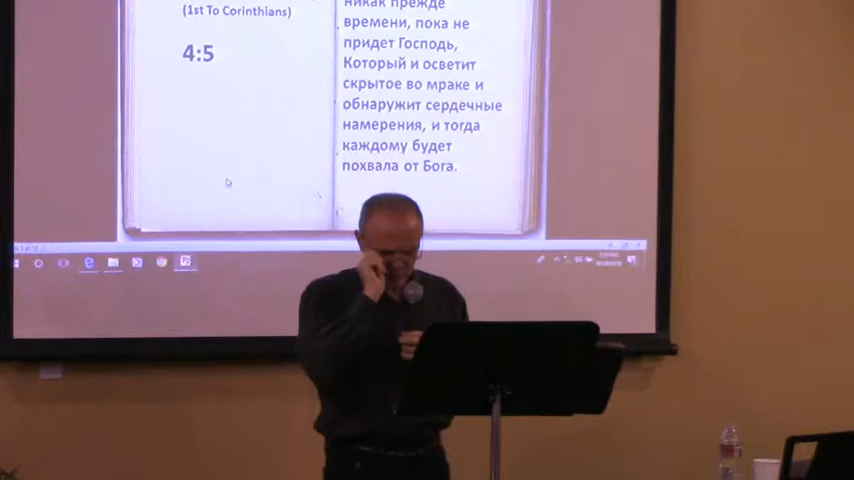 (1st To Corinthians)
4:5
никак прежде
времени, пока не
придет Господь,
Который и осветит
скрытое во мраке и
обнаружит сердечные
намерения, и тогда
каждому будет
похвала от Бога.